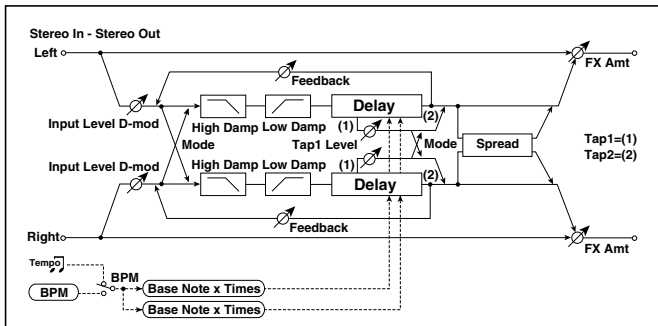 Stereo In - Stereo Out
Left
FX Amt
Feedback
Input Level D-mod
High Damp
Low Damp
Delay
(1)
(2)
Mode
Tap1 Level
Mode
Spread
Tap1=(1)
Tap2=(2)
Input Level D-mod
High Damp
Low Damp
(1)
Delay
(2)
Feedback
Right
FX Amt
Tempo
BPM
BPM
Base Note x Times
Base Note x Times